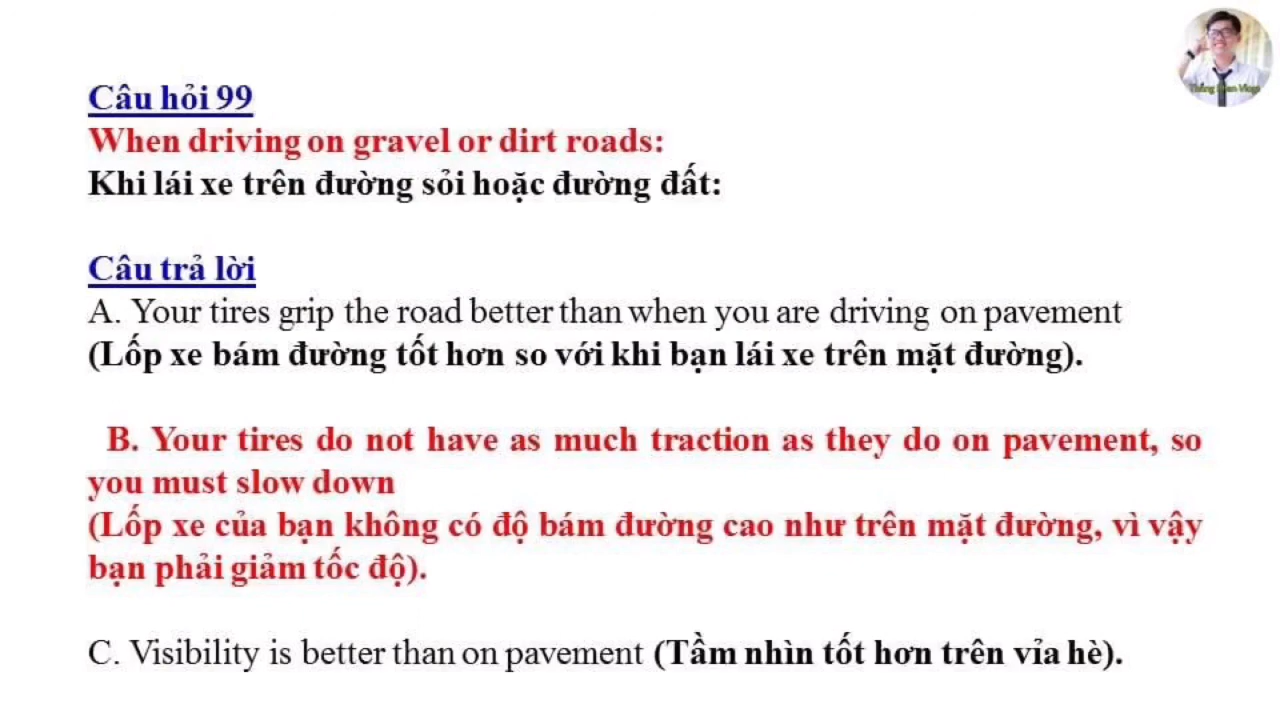 Câu hỏi 99
When driving on gravel or dirt roads:
Khi lái xe trên đường sỏi hoặc đường đất:
Câu trả lời
A. Your tires grip the road better than when you are driving on pavement
(Lốp xe bám đường tốt hơn so với khi bạn lái xe trên mặt đường).
B. Your tires do not have as much traction as they do on pavement, so
you must slow down
(Lốp xe của bạn không có độ bám đường cao như trên mặt đường, vì vậy
bạn phải giảm tốc độ).
C. Visibility is better than on pavement (Tầm nhìn tốt hơn trên vỉa hè).